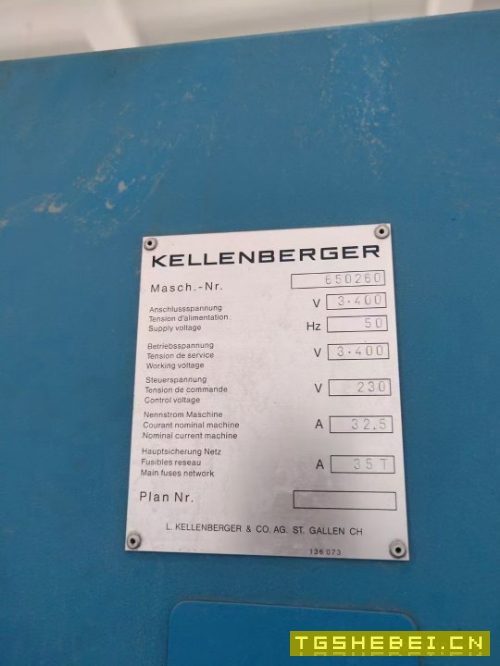 KELLENBERGER
Masch.-Nr. 650260
Anschlussspannung
Tension d'alimentation V 3·400
Supply voltage Hz 50
Betriebsspannung
Tension de service V 3·400
Working voltage
Steuerspannung
Tension de commande V 230
Control voltage
Nennstrom Maschine
Courant nominal machine A 32.5
Nominal current machine
Hauptsicherung Netz
Fusibles reseau A 35T
Main fuses network
Plan Nr.
L. KELLENBERGER & CO. AG. ST. GALLEN CH
136 073
TGSHEBEI.CN